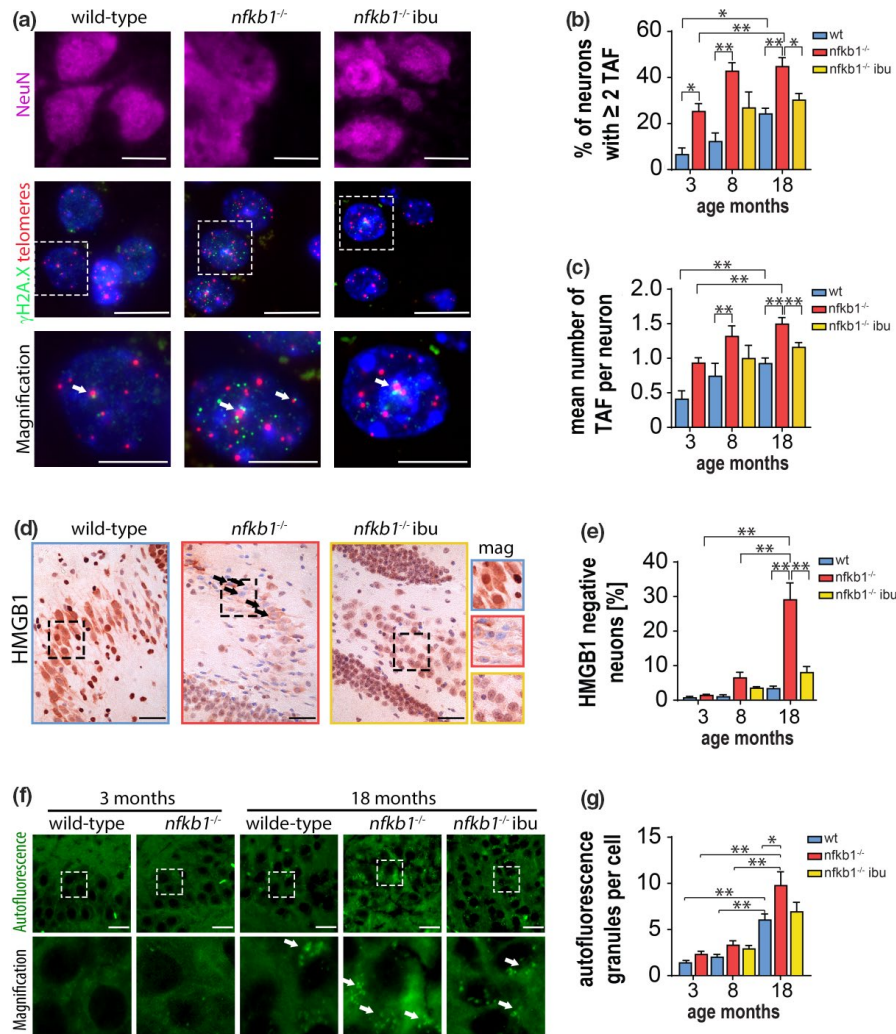 (a)
wild-type nfkb1-/- nfkb1-/- ibu
NeuN
γH2A.X telomeres
Magnification
(b)
% of neurons
with ≥ 2 TAF
60
40
20
0
* ** * ** ** *
wt
nfkb1-/-
nfkb1-/- ibu
3 8 18
age months
(c)
mean number of
TAF per neuron
2.0
1.5
1.0
0.5
0
** ** ** ** **
wt
nfkb1-/-
nfkb1-/- ibu
3 8 18
age months
(d)
wild-type nfkb1-/- nfkb1-/- ibu mag
HMGB1
(e)
HMGB1 negative
neuons [%]
40
30
20
10
0
** ** ** **
wt
nfkb1-/-
nfkb1-/- ibu
3 8 18
age months
(f)
3 months 18 months
wild-type nfkb1-/- wilde-type nfkb1-/- nfkb1-/- ibu
Autofluorescence
Magnification
(g)
autofluorescence
granules per cell
15
10
5
0
** ** * ** **
wt
nfkb1-/-
nfkb1-/- ibu
3 8 18
age months